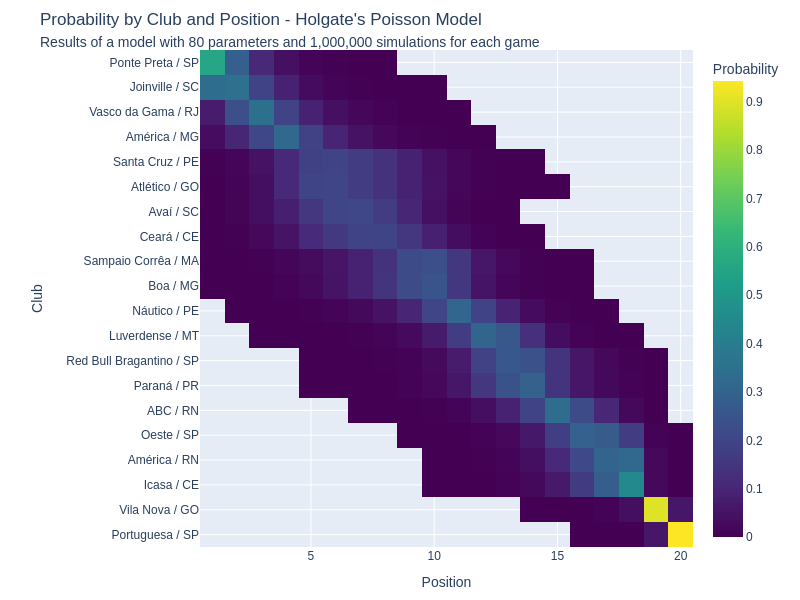 Probability by Club and Position - Holgate's Poisson Model
Results of a model with 80 parameters and 1,000,000 simulations for each game
Probability
Ponte Preta / SP
Joinville / SC
Vasco da Gama / RJ
América / MG
Santa Cruz / PE
Atlético / GO
Avaí / SC
Ceará / CE
Sampaio Corrêa / MA
Boa / MG
Náutico / PE
Luverdense / MT
Red Bull Bragantino / SP
Paraná / PR
ABC / RN
Oeste / SP
América / RN
Icasa / CE
Vila Nova / GO
Portuguesa / SP
Club
5
10
15
20
Position
0.9
0.8
0.7
0.6
0.5
0.4
0.3
0.2
0.1
0